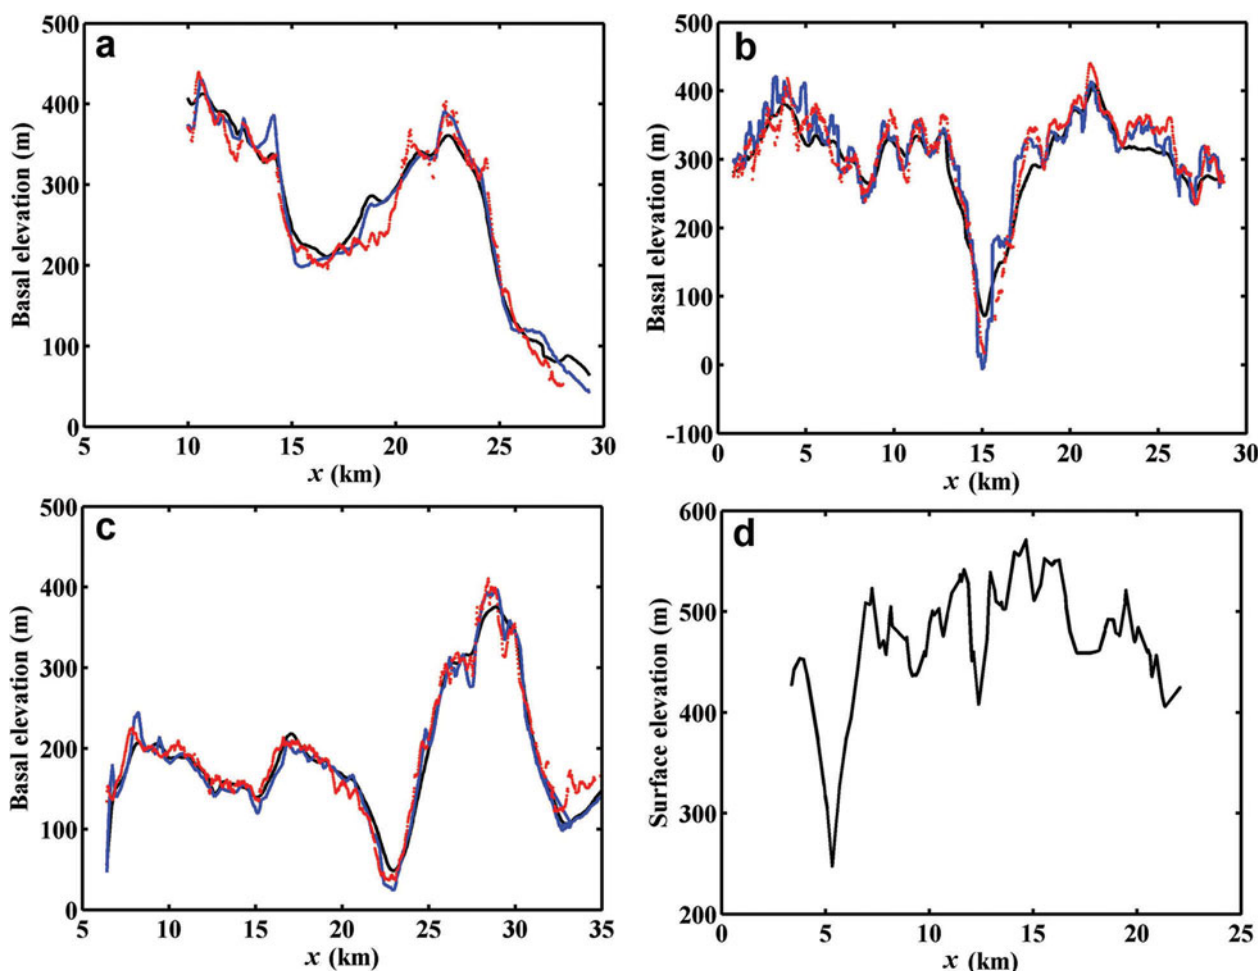 a
500
400
300
200
100
0
Basal elevation (m)
5 10 15 20 25 30
x (km)
b
500
400
300
200
100
0
-100
Basal elevation (m)
0 5 10 15 20 25 30
x (km)
c
500
400
300
200
100
0
Basal elevation (m)
5 10 15 20 25 30 35
x (km)
d
600
500
400
300
200
Surface elevation (m)
0 5 10 15 20 25
x (km)